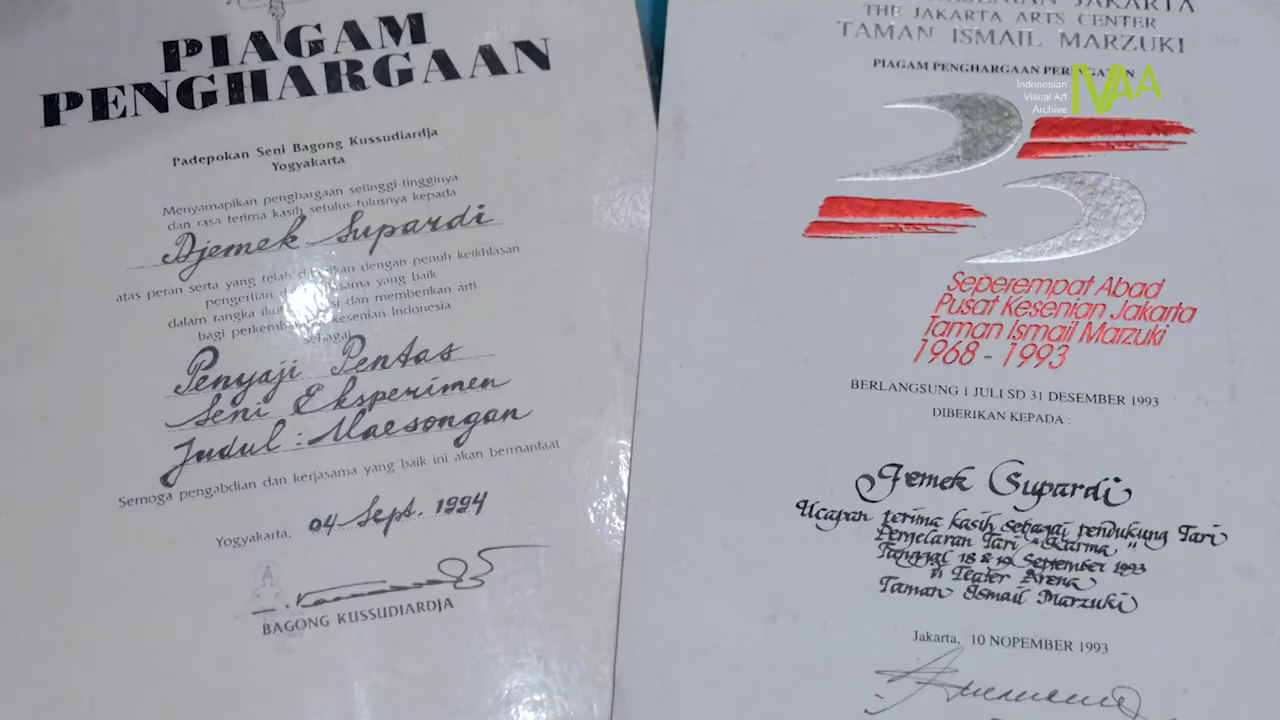 PIAGAM
PENGHARGAAN
Padepokan Seni Bagong Kussudiardja
Yogyakarta
Menyamapikan penghargaan setinggi-tingginya
dan rasa terima kasih setulus-tulusnya kepada
Djemek Supardi
atas peran serta yang telah dengan penuh keikhlasan
pengertian yang baik
dalam rangka dan memberikan arti
bagi kesenian Indonesia
sebagai
Penyaji Pentas
Seni Eksperimen
Judul : Maesongan
Semoga pengabdian dan kerjasama yang baik ini akan bermanfaat
Yogyakarta. 04 Sept. 1994
BAGONG KUSSUDIARDJA
KESENIAN JAKARTA
THE JAKARTA ARTS CENTER
TAMAN ISMAIL MARZUKI
PIAGAM PENGHARGAAN
Indonesian
Visual Art
Archive
IVAA
25
Seperempat Abad
Pusat Kesenian Jakarta
Taman Ismail Marzuki
1968 - 1993
BERLANGSUNG 1 JULI SD 31 DESEMBER 1993
DIBERIKAN KEPADA :
Jemek Supardi
Ucapan terima kasih sebagai pendukung Tari
Pergelaran Tari "Karma"
Tanggal 18 & 19 September 1993
di Teater Arena
Taman Ismail Marzuki
Jakarta, 10 NOPEMBER 1993